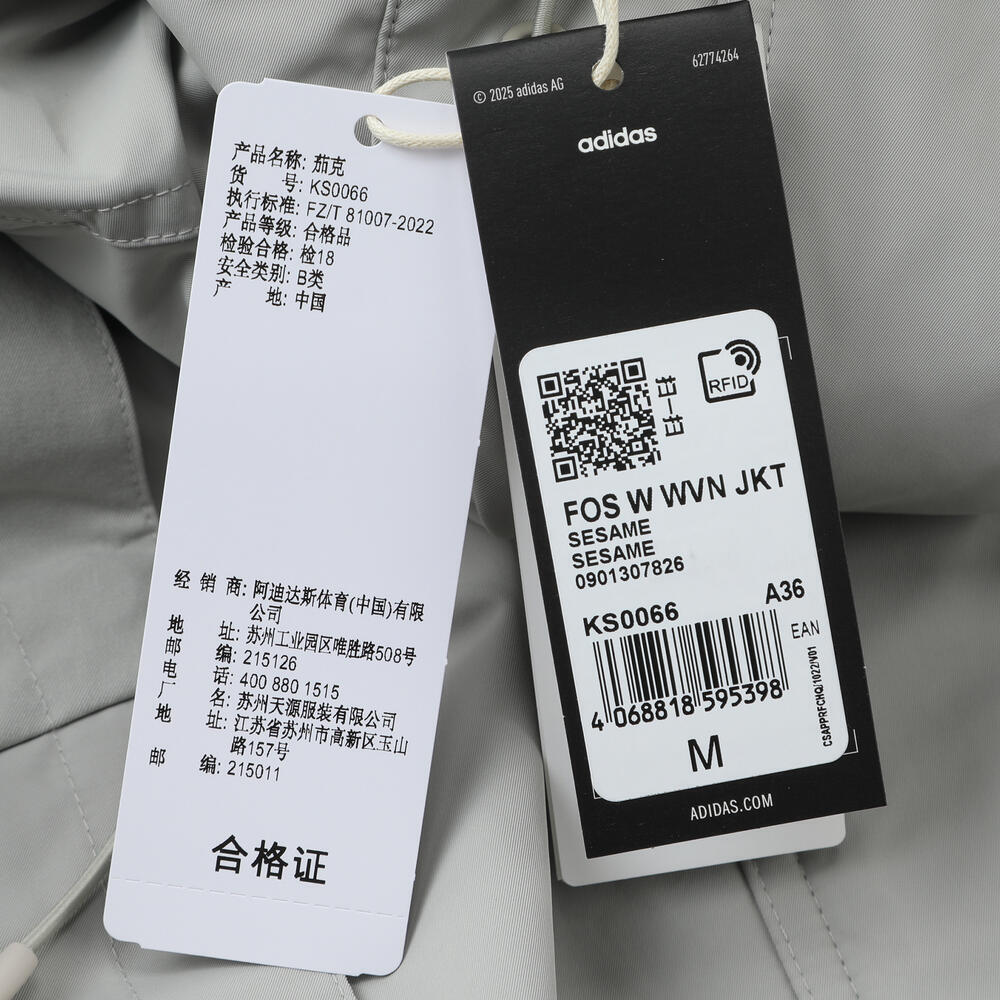 产品名称: 茄克
货 号: KS0066
执行标准: FZ/T 81007-2022
产品等级: 合格品
检验合格: 检18
安全类别: B类
产 地: 中国
经 销 商: 阿迪达斯体育(中国)有限
公司
地 址: 苏州工业园区唯胜路508号
邮 编: 215126
电 话: 400 880 1515
厂 名: 苏州天源服装有限公司
地 址: 江苏省苏州市高新区玉山
路157号
邮 编: 215011
合格证
© 2025 adidas AG
62774264
adidas
扫一扫
RFID
FOS W WVN JKT
SESAME
SESAME
0901307826
KS0066
A36
EAN
4 068818 595398
CSAPPRFCHQ/1022/V01
M
ADIDAS.COM